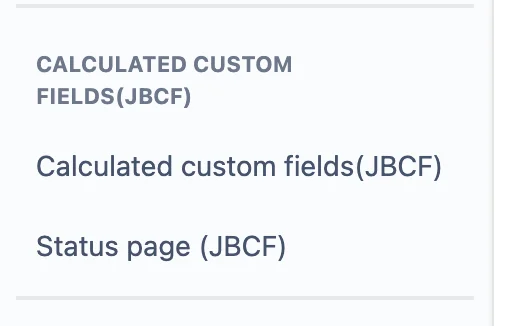 CALCULATED CUSTOM
FIELDS(JBCF)
Calculated custom fields(JBCF)
Status page (JBCF)